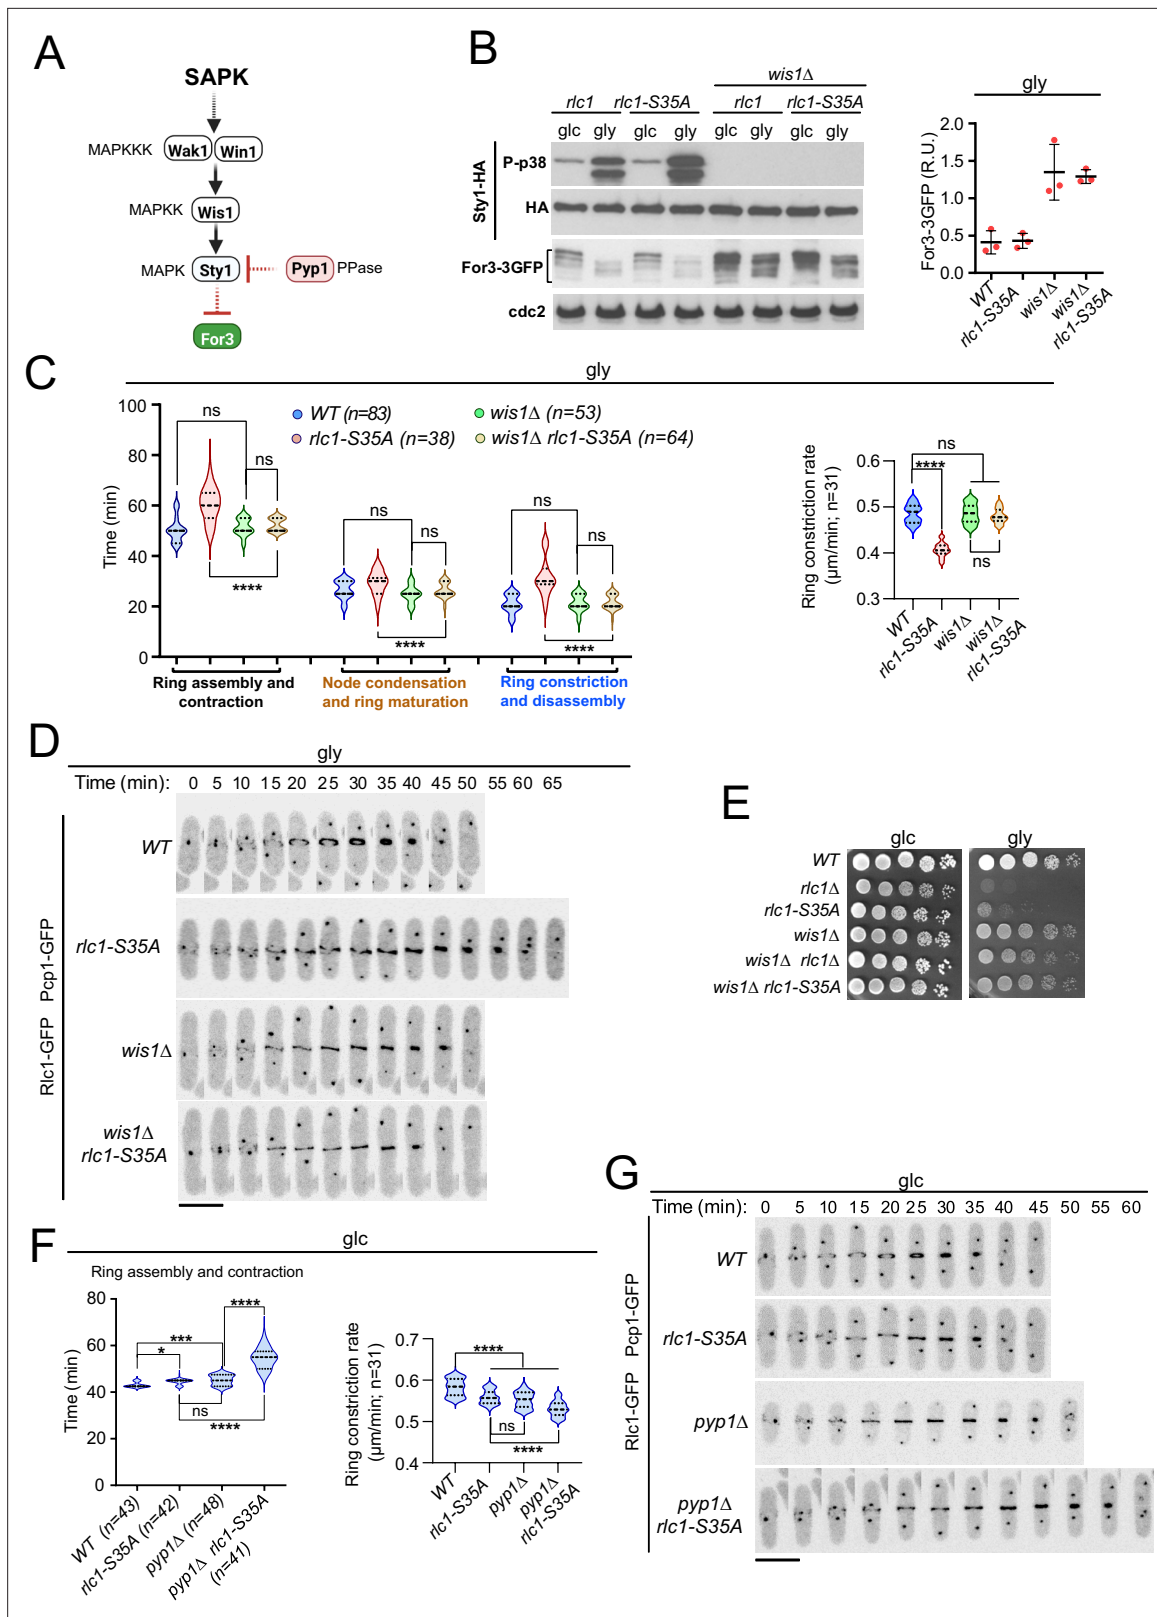 A
SAPK
MAPKKK Wak1 Win1
MAPKK Wis1
MAPK Sty1 Pyp1 PPase
For3
B
wis1Δ
rlc1 rlc1-S35A rlc1 rlc1-S35A
glc gly glc gly glc gly glc gly
Sty1-HA
P-p38
HA
For3-3GFP
cdc2
gly
For3-3GFP (R.U.)
2.0
1.5
1.0
0.5
0.0
WT
rlc1-S35A
wis1Δ
wis1Δ
rlc1-S35A
C
gly
WT (n=83)
rlc1-S35A (n=38)
wis1Δ (n=53)
wis1Δ rlc1-S35A (n=64)
Time (min)
100
80
60
40
20
0
ns
ns
****
ns
ns
****
ns
ns
****
Ring assembly and
contraction
Node condensation
and ring maturation
Ring constriction
and disassembly
Ring constriction rate
(µm/min; n=31)
0.6
0.5
0.4
0.3
ns
****
ns
WT
rlc1-S35A
wis1Δ
wis1Δ
rlc1-S35A
D
gly
Time (min): 0 5 10 15 20 25 30 35 40 45 50 55 60 65
Rlc1-GFP Pcp1-GFP
WT
rlc1-S35A
wis1Δ
wis1Δ
rlc1-S35A
E
glc gly
WT
rlc1Δ
rlc1-S35A
wis1Δ
wis1Δ rlc1Δ
wis1Δ rlc1-S35A
F
glc
Ring assembly and contraction
Time (min)
80
60
40
20
0
****
***
*
ns
****
WT (n=43)
rlc1-S35A (n=42)
pyp1Δ (n=48)
pyp1Δ rlc1-S35A
(n=41)
Ring constriction rate
(µm/min; n=31)
0.7
0.6
0.5
0.4
****
ns
****
WT
rlc1-S35A
pyp1Δ
pyp1Δ
rlc1-S35A
G
glc
Time (min): 0 5 10 15 20 25 30 35 40 45 50 55 60
Rlc1-GFP Pcp1-GFP
WT
rlc1-S35A
pyp1Δ
pyp1Δ
rlc1-S35A